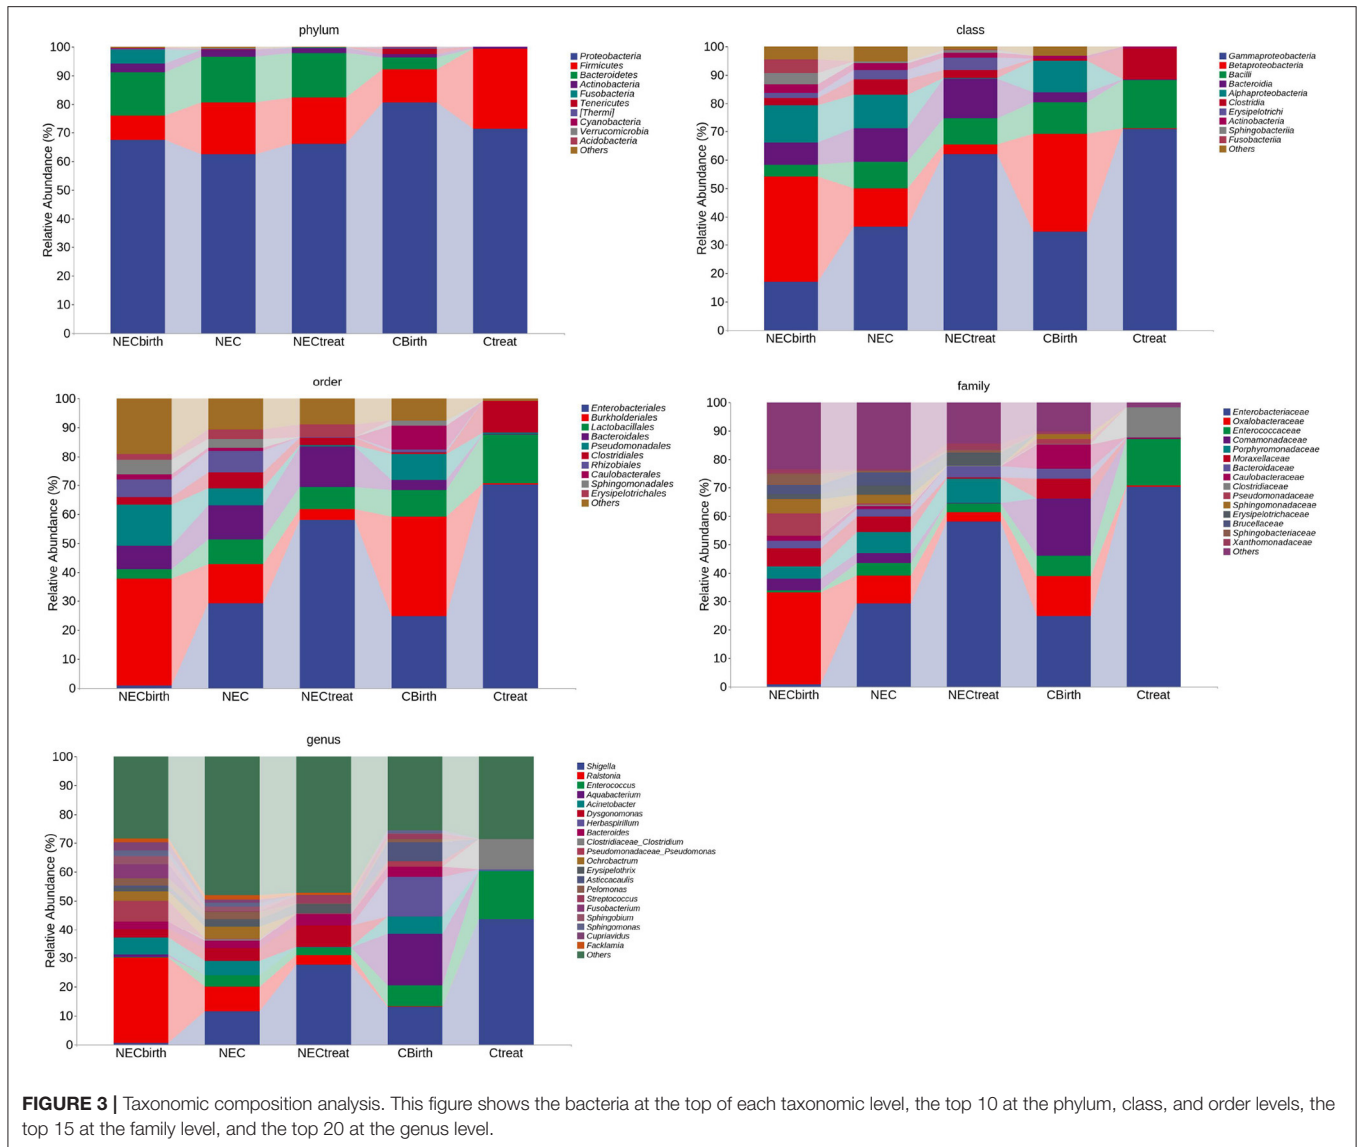 phylum
Relative Abundance (%)
100
90
80
70
60
50
40
30
20
10
0
NECbirth NEC NECtreat CBirth Ctreat
Proteobacteria
Firmicutes
Bacteroidetes
Actinobacteria
Fusobacteria
Tenericutes
[Thermi]
Cyanobacteria
Verrucomicrobia
Acidobacteria
Others
class
Relative Abundance (%)
100
90
80
70
60
50
40
30
20
10
0
NECbirth NEC NECtreat CBirth Ctreat
Gammaproteobacteria
Betaproteobacteria
Bacilli
Bacteroidia
Alphaproteobacteria
Clostridia
Erysipelotrichi
Actinobacteria
Sphingobacteriia
Fusobacteriia
Others
order
Relative Abundance (%)
100
90
80
70
60
50
40
30
20
10
0
NECbirth NEC NECtreat CBirth Ctreat
Enterobacteriales
Burkholderiales
Lactobacillales
Bacteroidales
Pseudomonadales
Clostridiales
Rhizobiales
Caulobacterales
Sphingomonadales
Erysipelotrichales
Others
family
Relative Abundance (%)
100
90
80
70
60
50
40
30
20
10
0
NECbirth NEC NECtreat CBirth Ctreat
Enterobacteriaceae
Oxalobacteraceae
Enterococcaceae
Comamonadaceae
Porphyromonadaceae
Moraxellaceae
Bacteroidaceae
Caulobacteraceae
Clostridiaceae
Pseudomonadaceae
Sphingomonadaceae
Erysipelotrichaceae
Brucellaceae
Sphingobacteriaceae
Xanthomonadaceae
Others
genus
Relative Abundance (%)
100
90
80
70
60
50
40
30
20
10
0
NECbirth NEC NECtreat CBirth Ctreat
Shigella
Ralstonia
Enterococcus
Aquabacterium
Acinetobacter
Dysgonomonas
Herbaspirillum
Bacteroides
Clostridiaceae_Clostridium
Pseudomonadaceae_Pseudomonas
Ochrobactrum
Erysipelothrix
Asticcacaulis
Pelomonas
Streptococcus
Fusobacterium
Sphingobium
Sphingomonas
Cupriavidus
Facklamia
Others
FIGURE 3 | Taxonomic composition analysis. This figure shows the bacteria at the top of each taxonomic level, the top 10 at the phylum, class, and order levels, the
top 15 at the family level, and the top 20 at the genus level.